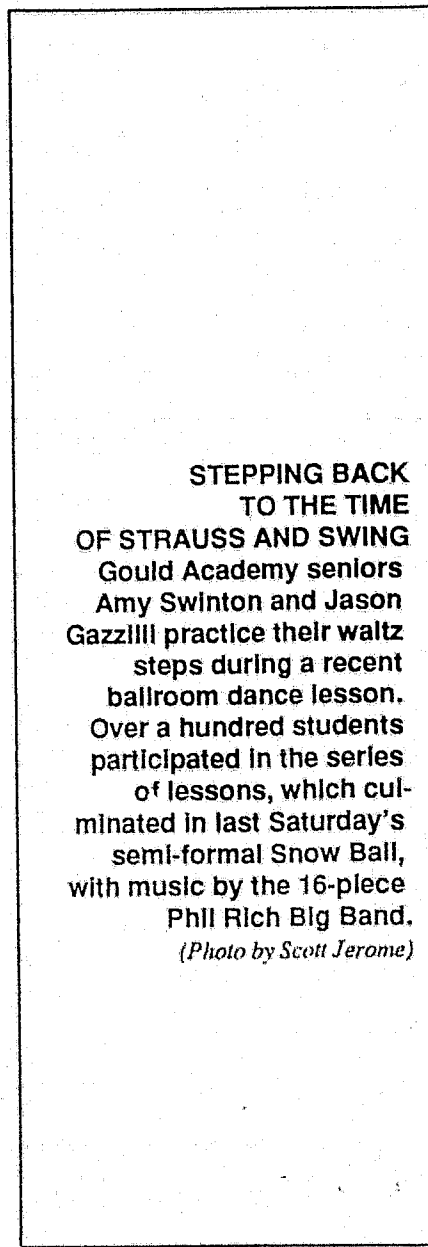 STEPPING BACK
TO THE TIME
OF STRAUSS AND SWING
Gould Academy seniors
Amy Swinton and Jason
Gazzilli practice their waltz
steps during a recent
ballroom dance lesson.
Over a hundred students
participated in the series
of lessons, which cul-
minated in last Saturday's
semi-formal Snow Ball,
with music by the 16-piece
Phil Rich Big Band.
(Photo by Scott Jerome)